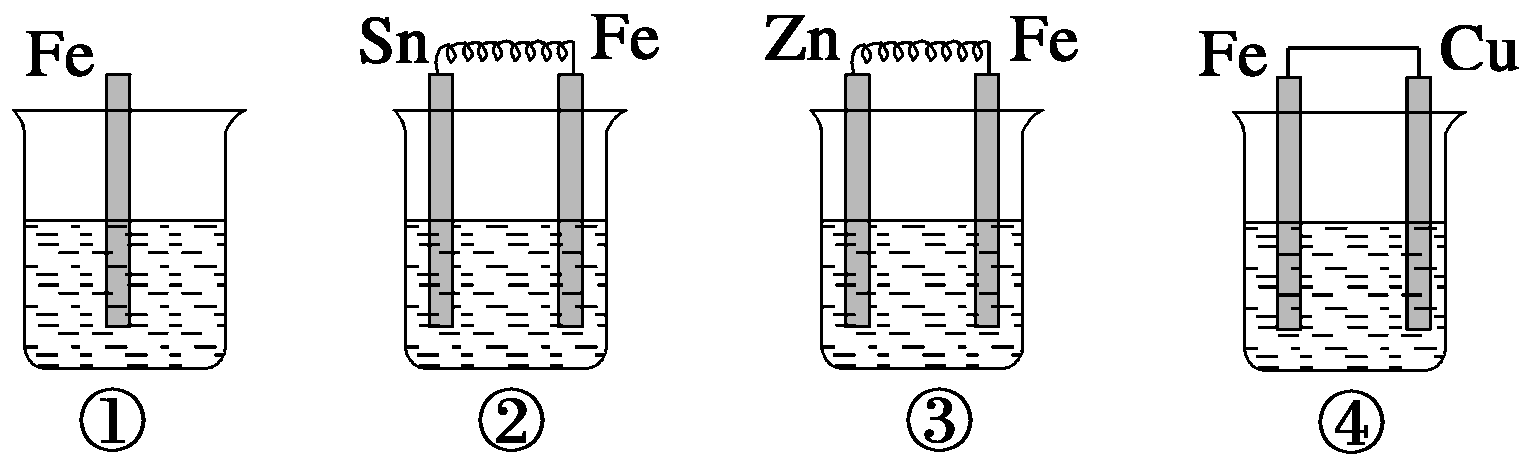 Fe Sn Fe Zn Fe Fe Cu
① ② ③ ④